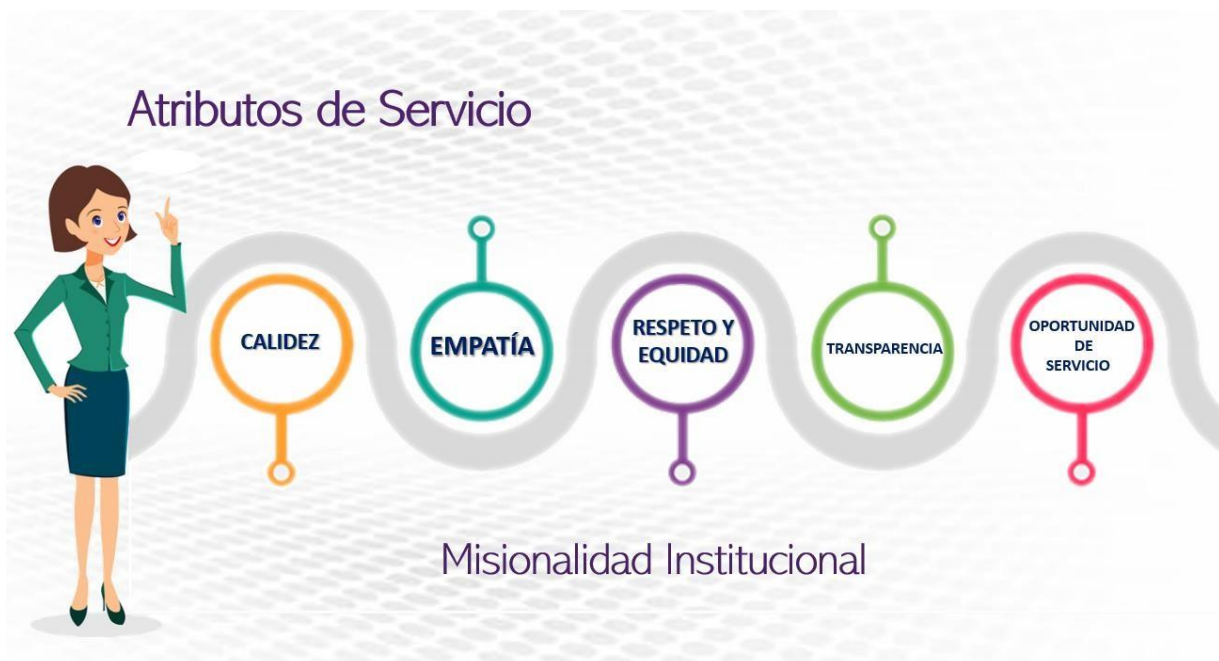 Atributos de Servicio
CALIDEZ
EMPATÍA
RESPETO Y
EQUIDAD
TRANSPARENCIA
OPORTUNIDAD
DE
SERVICIO
Misionalidad Institucional